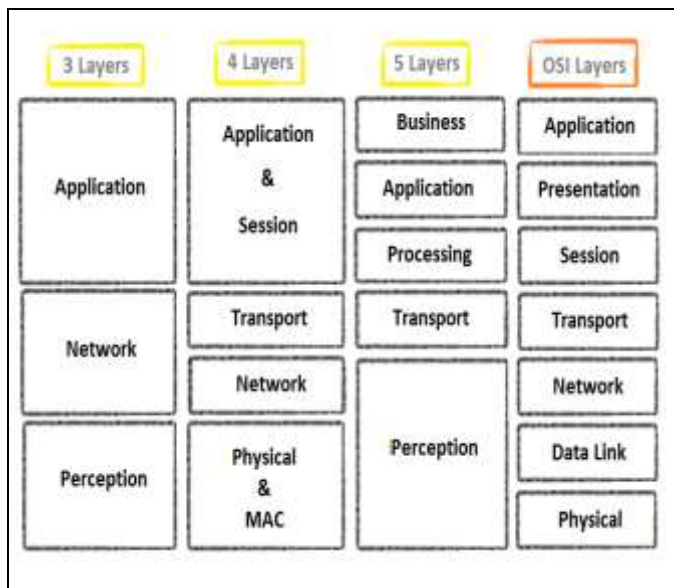 3 Layers
Application
Network
Perception
4 Layers
Application
&
Session
Transport
Network
Physical
&
MAC
5 Layers
Business
Application
Processing
Transport
Perception
OSI Layers
Application
Presentation
Session
Transport
Network
Data Link
Physical